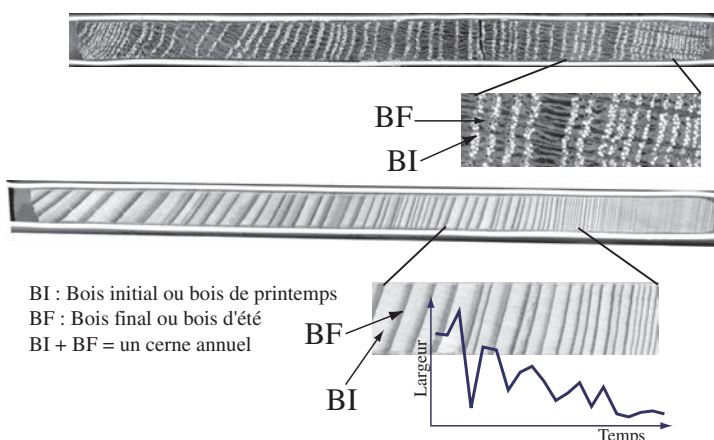 BF
BI
BI : Bois initial ou bois de printemps
BF : Bois final ou bois d'été
BI + BF = un cerne annuel
BF
BI
Largeur
Temps